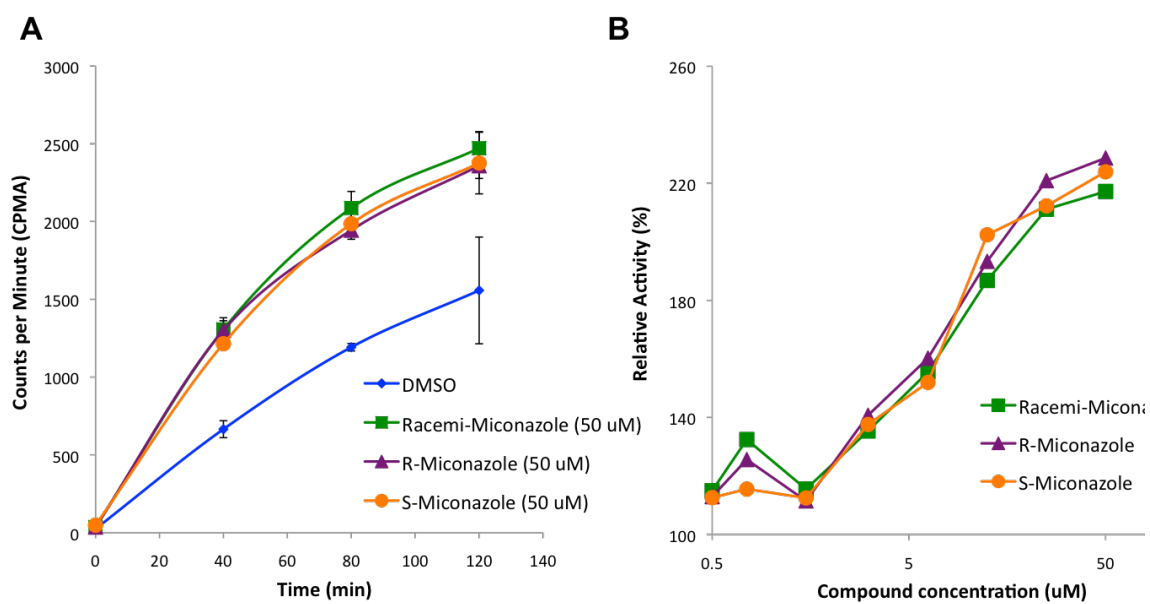 A
Counts per Minute (CPMA)
3000
2500
2000
1500
1000
500
0
0 20 40 60 80 100 120 140
Time (min)
DMSO
Racemi-Miconazole (50 uM)
R-Miconazole (50 uM)
S-Miconazole (50 uM)
B
Relative Activity (%)
260
220
180
140
100
0.5 5 50
Compound concentration (uM)
Racemi-Micona
R-Miconazole
S-Miconazole